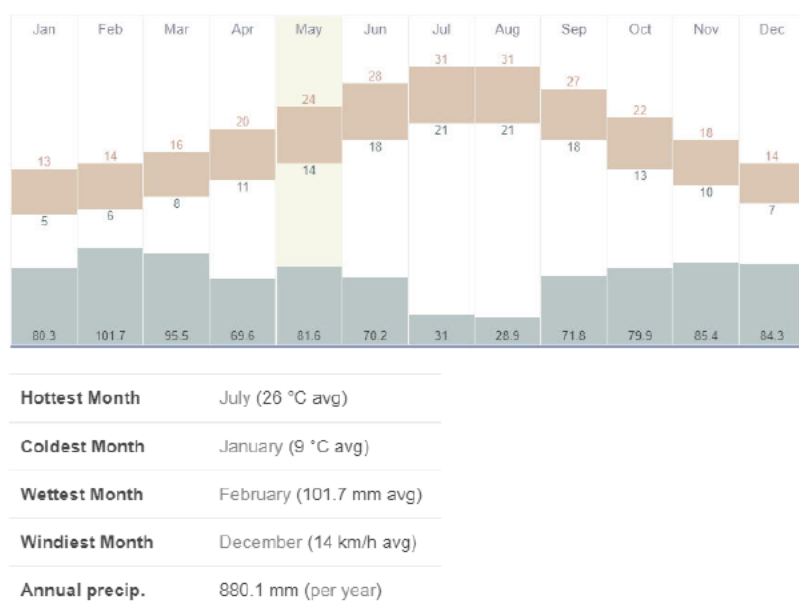 Jan Feb Mar Apr May Jun Jul Aug Sep Oct Nov Dec
13 14 16 20 24 28 31 31 27 22 18 14
5 6 8 11 14 18 21 21 18 13 10 7
80.3 101.7 95.5 69.6 81.6 70.2 31 28.9 71.8 79.9 85.4 84.3
Hottest Month July (26 °C avg)
Coldest Month January (9 °C avg)
Wettest Month February (101.7 mm avg)
Windiest Month December (14 km/h avg)
Annual precip. 880.1 mm (per year)